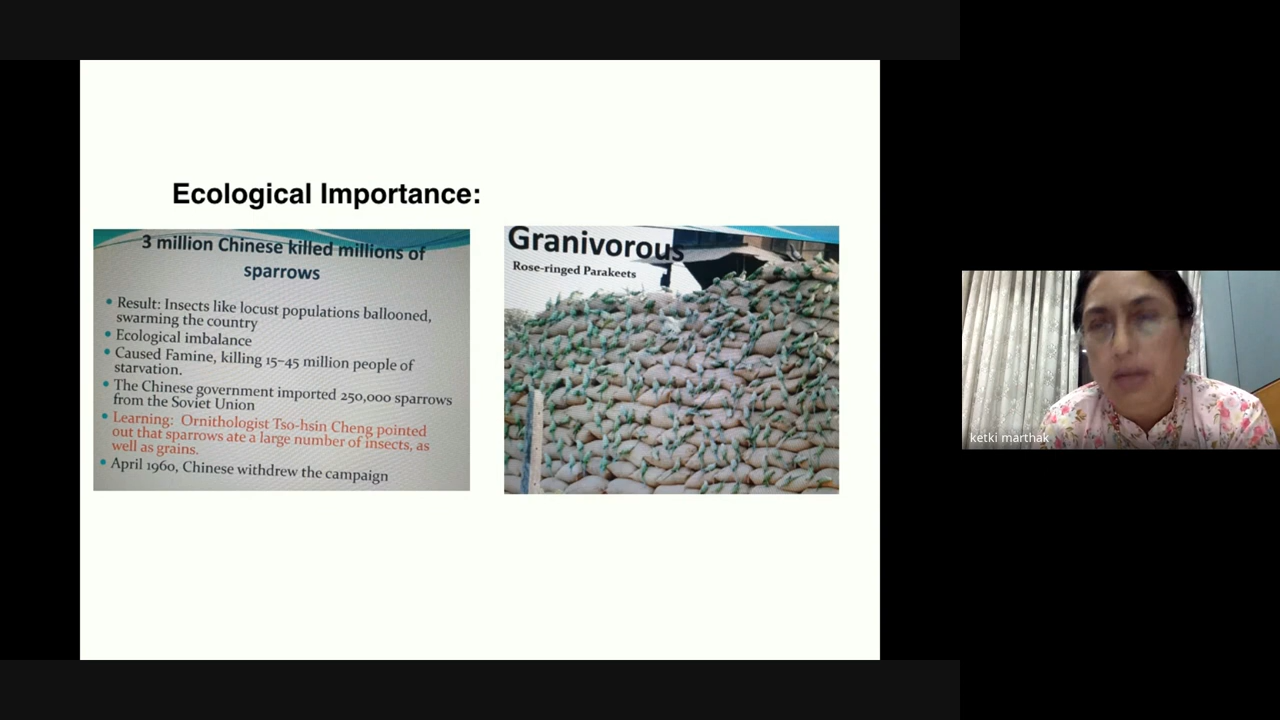 Ecological Importance:
3 million Chinese killed millions of
sparrows
Result: Insects like locust populations ballooned,
swarming the country
Ecological imbalance
Caused Famine, killing 15–45 million people of
starvation.
The Chinese government imported 250,000 sparrows
from the Soviet Union
Learning: Ornithologist Tso-hsin Cheng pointed
out that sparrows ate a large number of insects, as
well as grains.
April 1960, Chinese withdrew the campaign
Granivorous
Rose-ringed Parakeets
ketki marthak